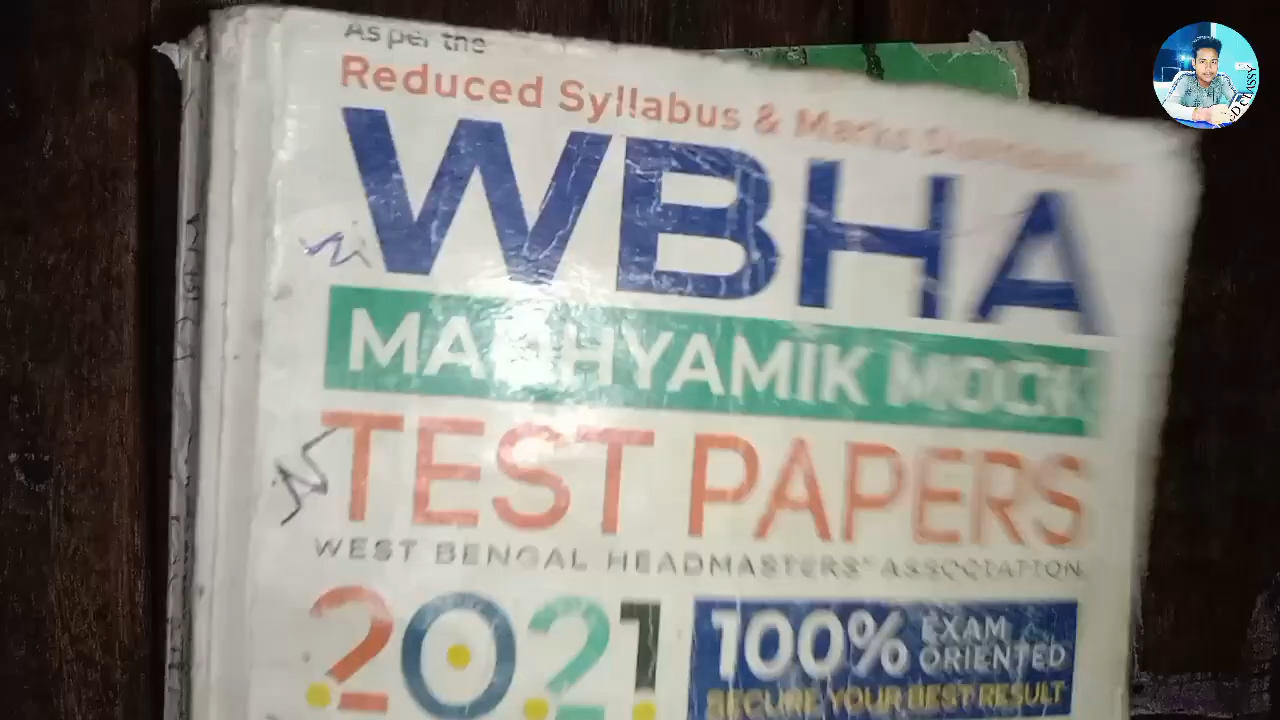 As per the
Reduced Syllabus & Marks
WBHA
MADHYAMIK MOCK
TEST PAPERS
WEST BENGAL HEADMASTERS' ASSOCIATION
2021
100% EXAM ORIENTED
SECURE YOUR BEST RESULT